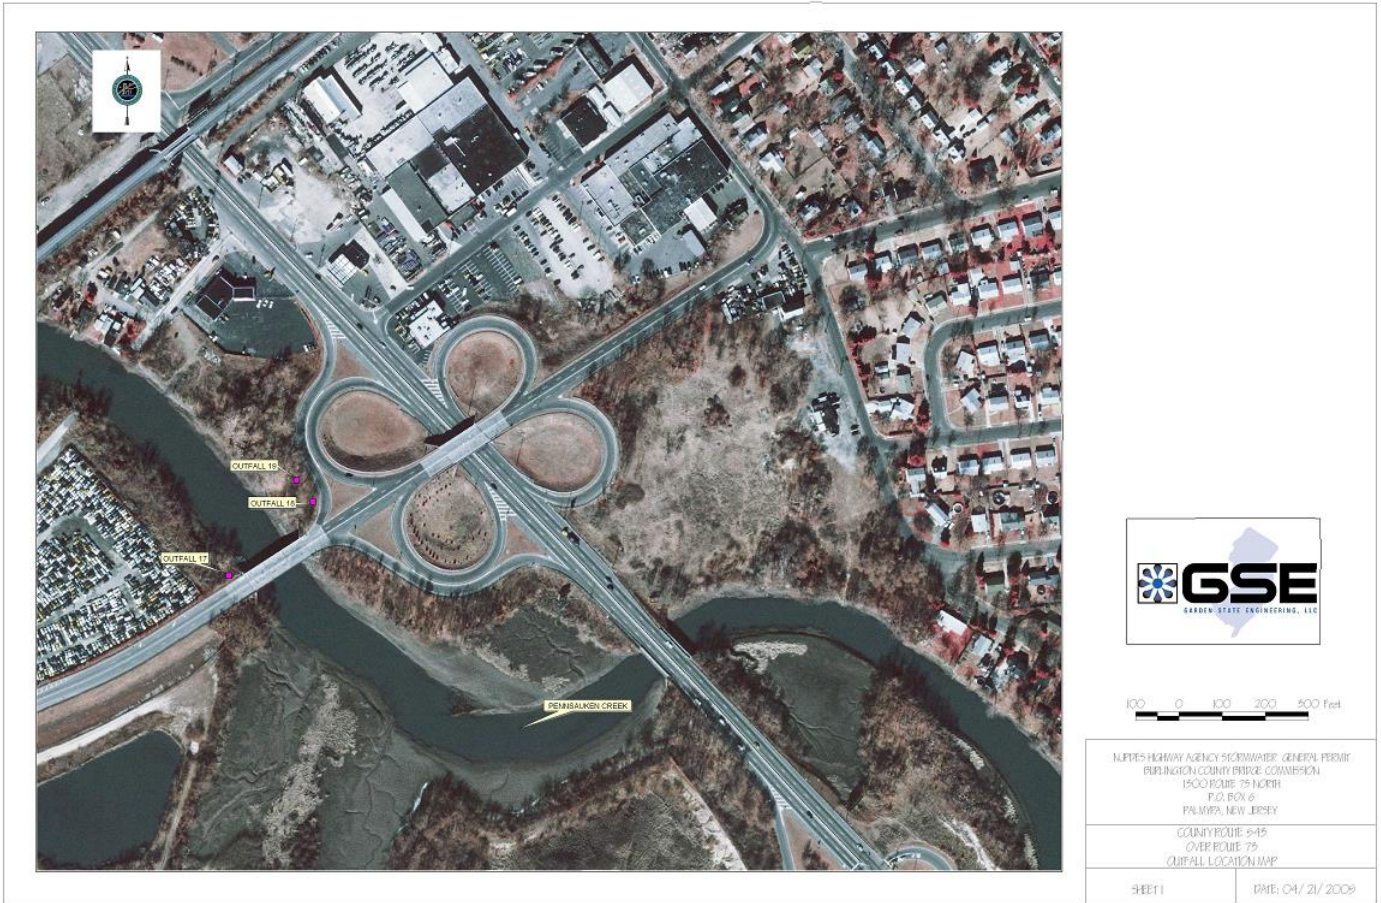 OUTFALL 19
OUTFALL 18
OUTFALL 17
PENNSAUKEN CREEK
GSE
GARDEN STATE ENGINEERING, LLC
100 0 100 200 300 Feet
NJPDES HIGHWAY AGENCY STORMWATER GENERAL PERMIT
BURLINGTON COUNTY BRIDGE COMMISSION
1300 ROUTE 73 NORTH
P.O. BOX 6
PALMYRA, NEW JERSEY
COUNTY ROUTE 543
OVER ROUTE 73
OUTFALL LOCATION MAP
SHEET 1
DATE: 04/21/2009